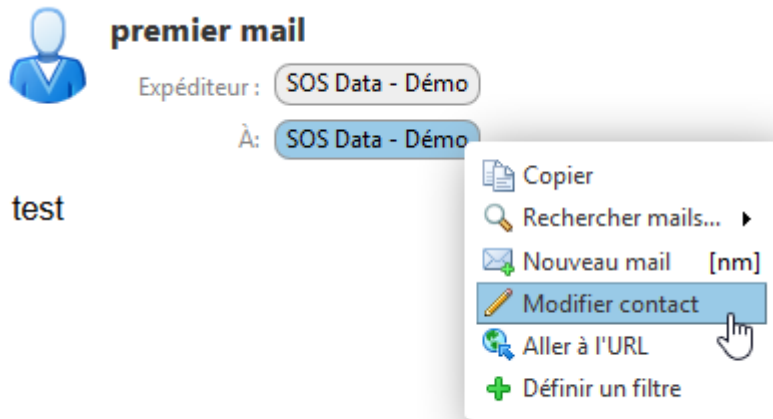 premier mail
Expéditeur : SOS Data - Démo
À: SOS Data - Démo
Copier
test
Rechercher mails...
Nouveau mail [nm]
Modifier contact
Aller à l'URL
Définir un filtre